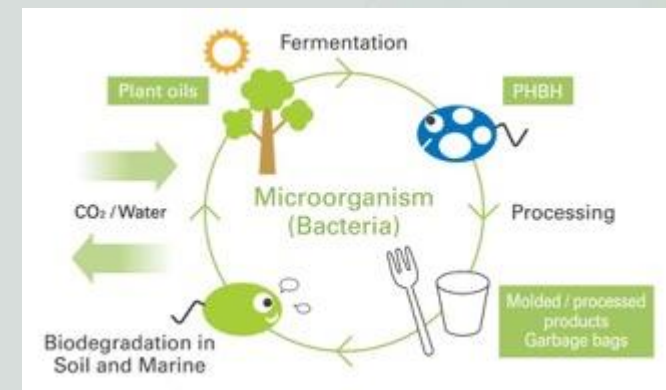 Fermentation
Plant oils
PHBH
CO₂ / Water
Microorganism
(Bacteria)
Processing
Molded / processed
products
Garbage bags
Biodegradation in
Soil and Marine